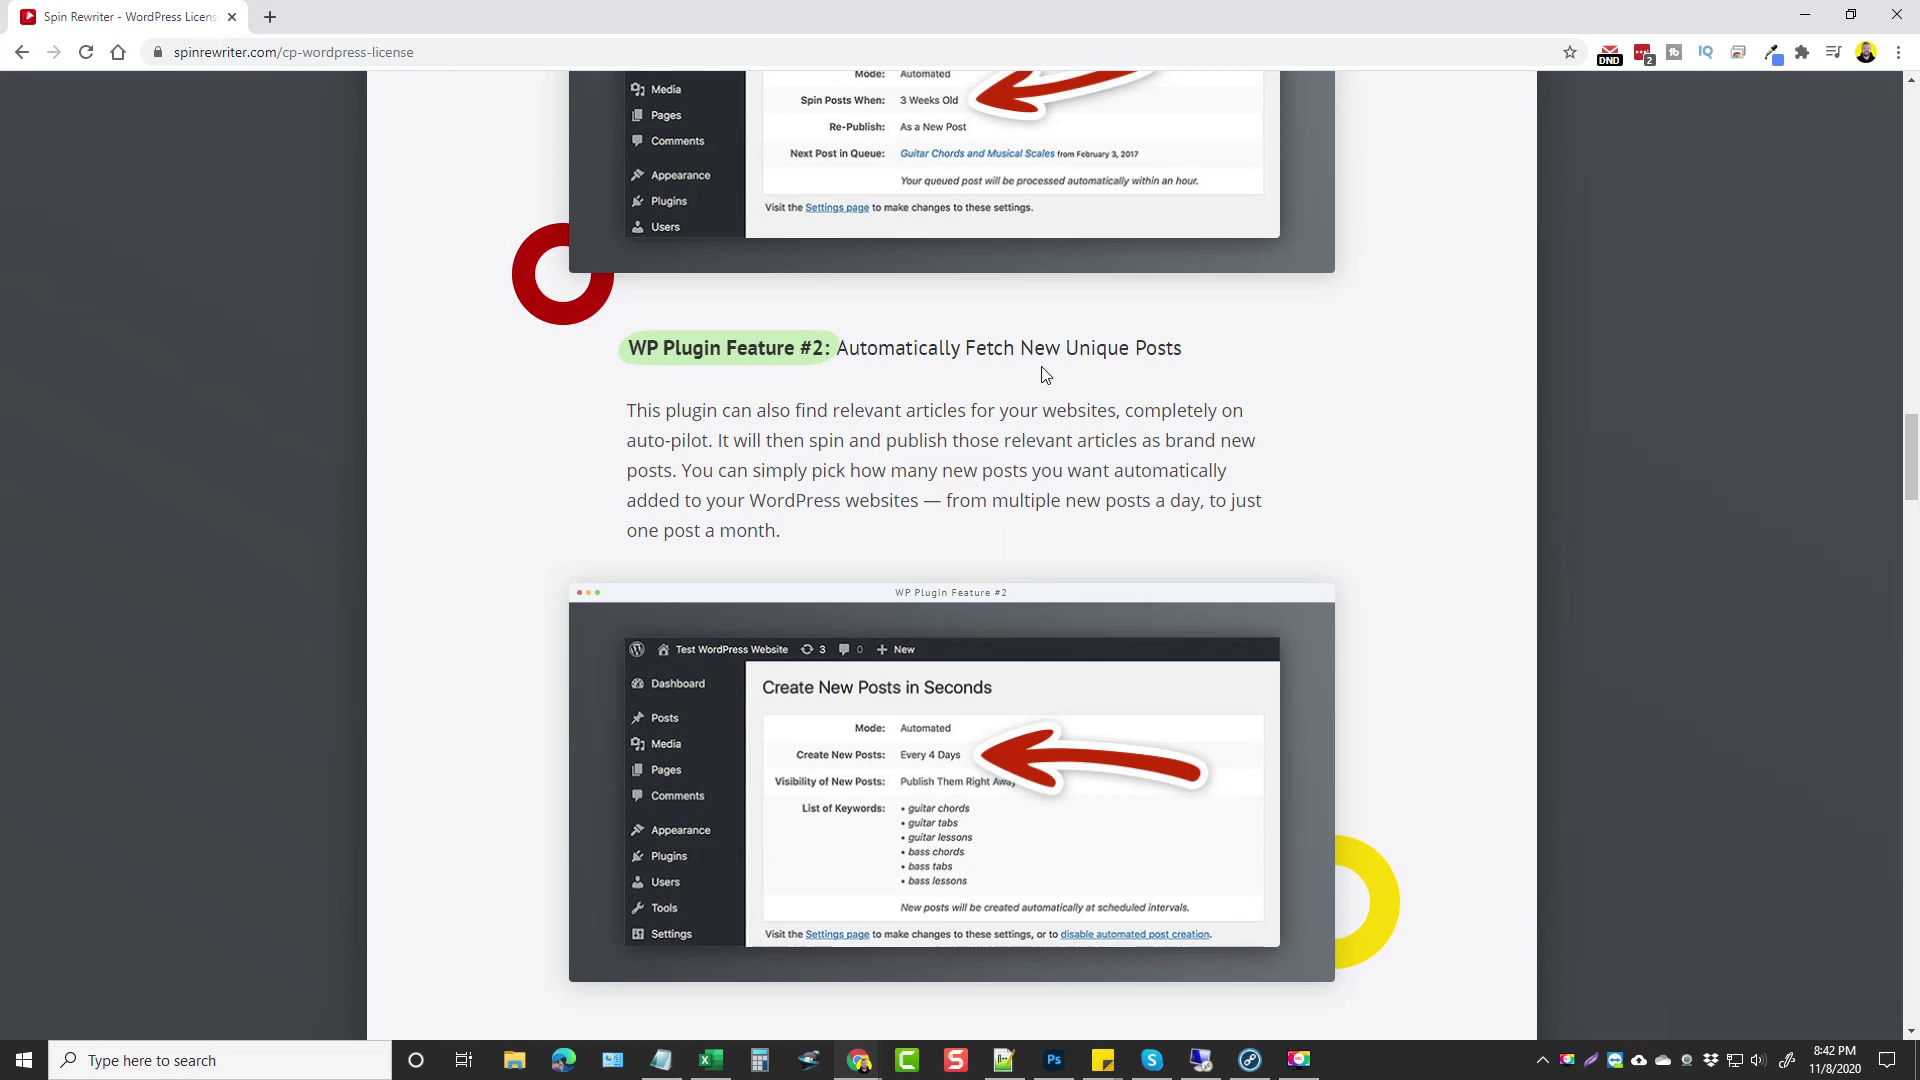 Spin Rewriter - WordPress Licens
spinrewriter.com/cp-wordpress-license
DND
2
Mode: Automated
Media
Spin Posts When: 3 Weeks Old
Pages
Re-Publish: As a New Post
Comments
Next Post in Queue: Guitar Chords and Musical Scales from February 3, 2017
Appearance
Your queued post will be processed automatically within an hour.
Plugins
Visit the Settings page to make changes to these settings.
Users
WP Plugin Feature #2: Automatically Fetch New Unique Posts
This plugin can also find relevant articles for your websites, completely on
auto-pilot. It will then spin and publish those relevant articles as brand new
posts. You can simply pick how many new posts you want automatically
added to your WordPress websites — from multiple new posts a day, to just
one post a month.
WP Plugin Feature #2
Test WordPress Website 3 0 New
Dashboard
Create New Posts in Seconds
Posts
Mode: Automated
Media
Create New Posts: Every 4 Days
Pages
Visibility of New Posts: Publish Them Right Away
Comments
List of Keywords: • guitar chords
• guitar tabs
Appearance
• guitar lessons
• bass chords
Plugins
• bass tabs
Users
• bass lessons
Tools
New posts will be created automatically at scheduled intervals.
Settings
Visit the Settings page to make changes to these settings, or to disable automated post creation.
Type here to search
8:42 PM
11/8/2020